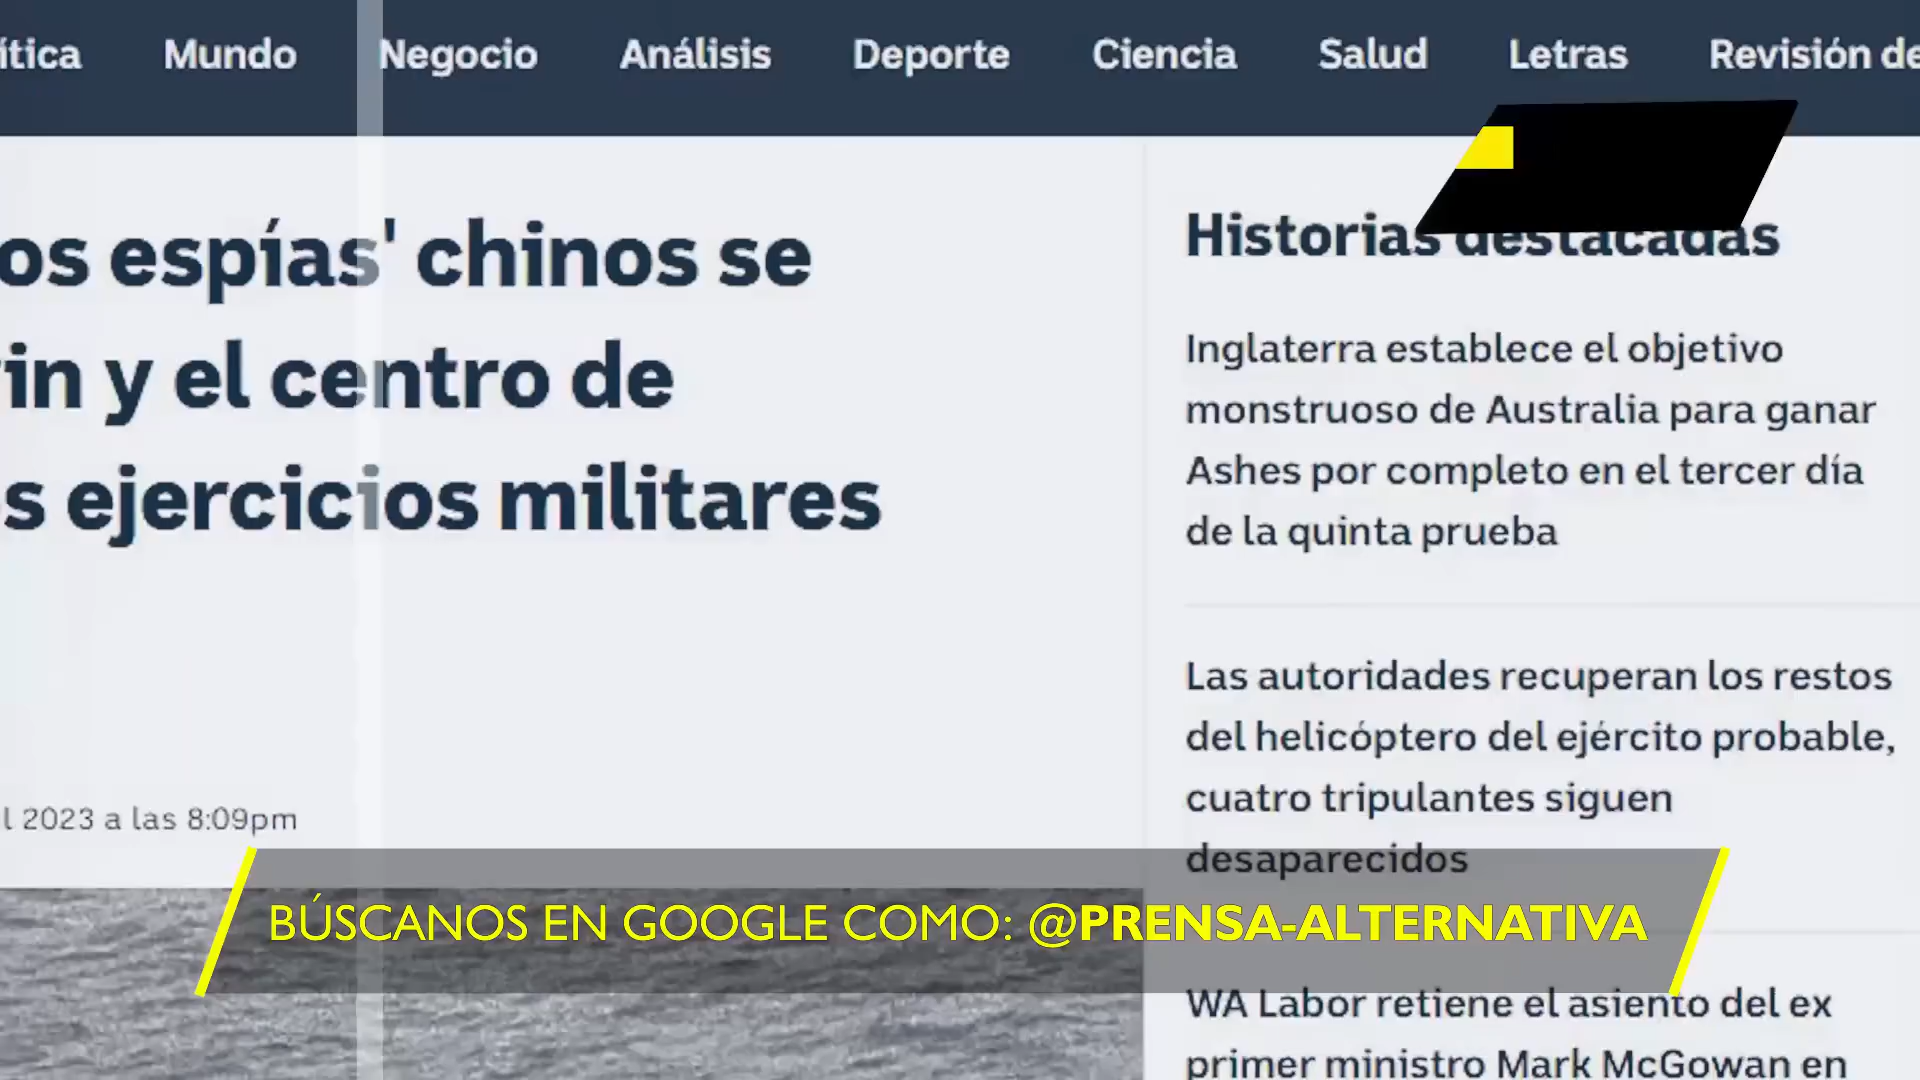 ítica Mundo Negocio Análisis Deporte Ciencia Salud Letras Revisión de
os espías' chinos se
in y el centro de
s ejercicios militares
l 2023 a las 8:09pm
Historias destacadas
Inglaterra establece el objetivo
monstruoso de Australia para ganar
Ashes por completo en el tercer día
de la quinta prueba
Las autoridades recuperan los restos
del helicóptero del ejército probable,
cuatro tripulantes siguen
desaparecidos
WA Labor retiene el asiento del ex
primer ministro Mark McGowan en
BÚSCANOS EN GOOGLE COMO: @PRENSA-ALTERNATIVA